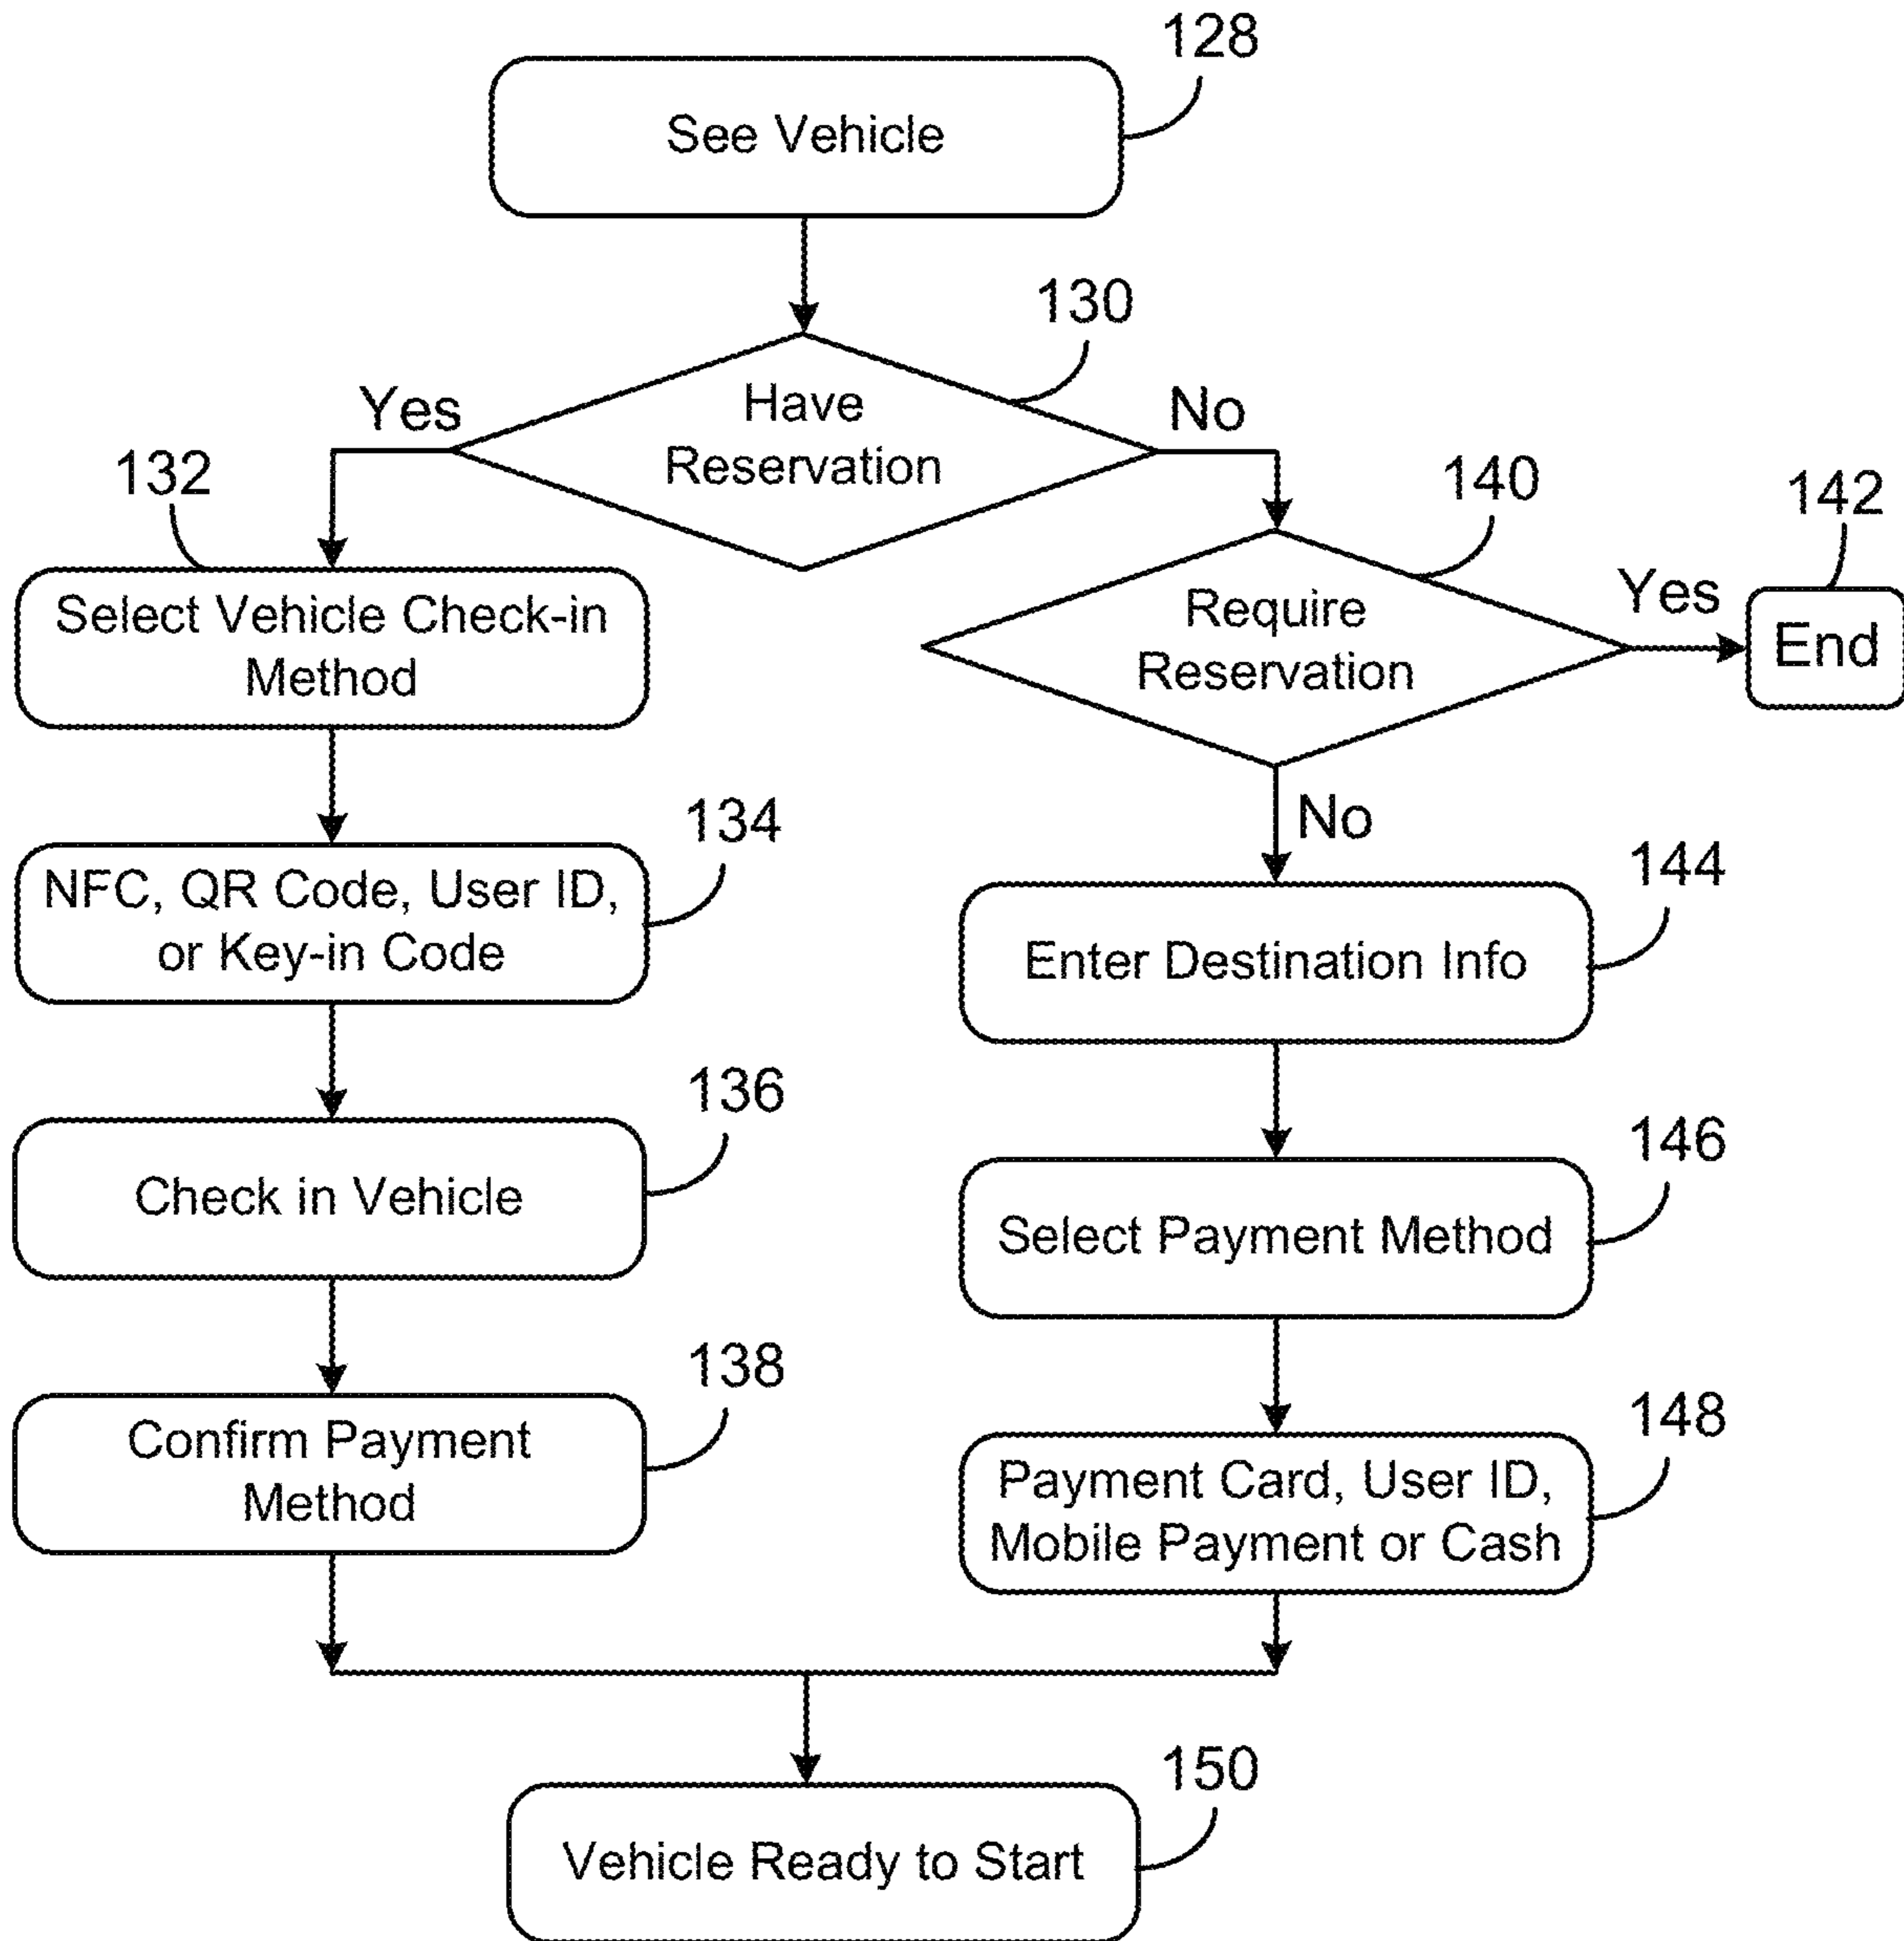 128
See Vehicle
130
Have
Reservation
Yes
No
132
140
142
Select Vehicle Check-in
Method
Require
Reservation
Yes
End
134
NFC, QR Code, User ID,
or Key-in Code
No
144
Enter Destination Info
136
Check in Vehicle
146
Select Payment Method
138
Confirm Payment
Method
148
Payment Card, User ID,
Mobile Payment or Cash
150
Vehicle Ready to Start